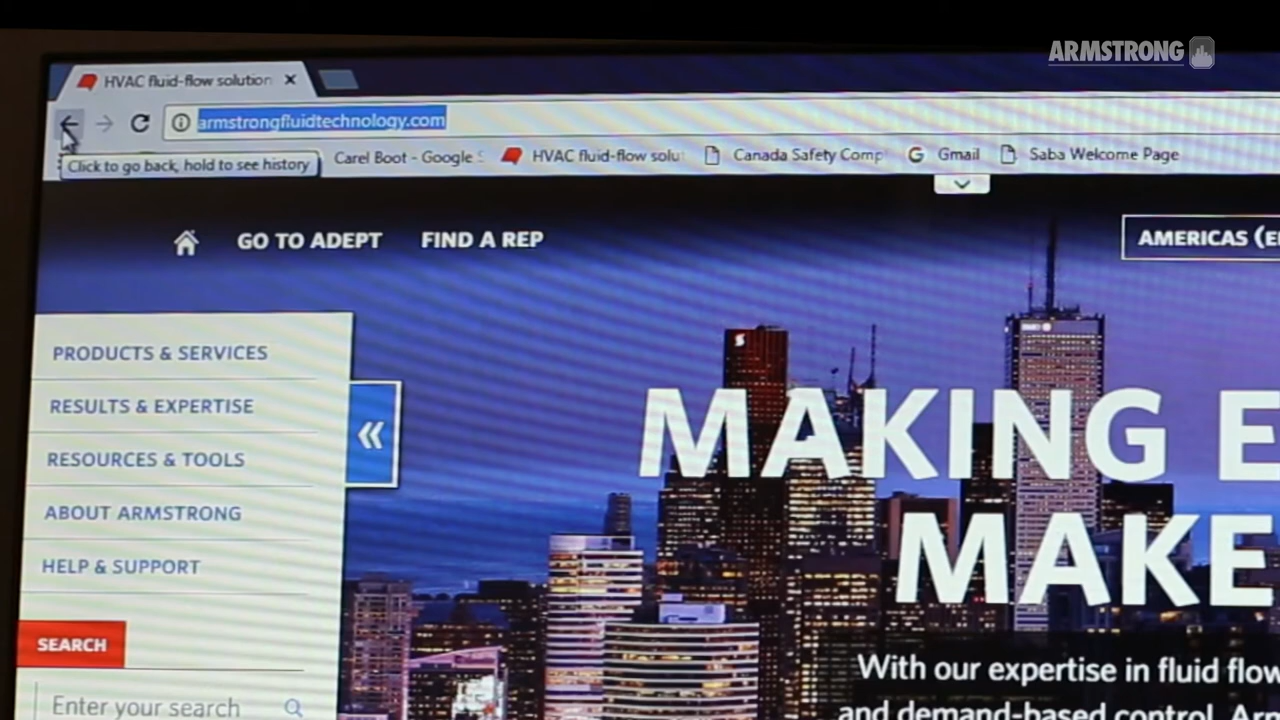 ARMSTRONG
HVAC fluid-flow solution
armstrongfluidtechnology.com
Click to go back, hold to see history
Carel Boot - Google S
HVAC fluid-flow solu
Canada Safety Comp
Gmail
Saba Welcome Page
GO TO ADEPT
FIND A REP
AMERICAS (E
PRODUCTS & SERVICES
RESULTS & EXPERTISE
RESOURCES & TOOLS
ABOUT ARMSTRONG
HELP & SUPPORT
SEARCH
Enter your search
MAKING E
MAKE
With our expertise in fluid flow
and demand-based control, Ar